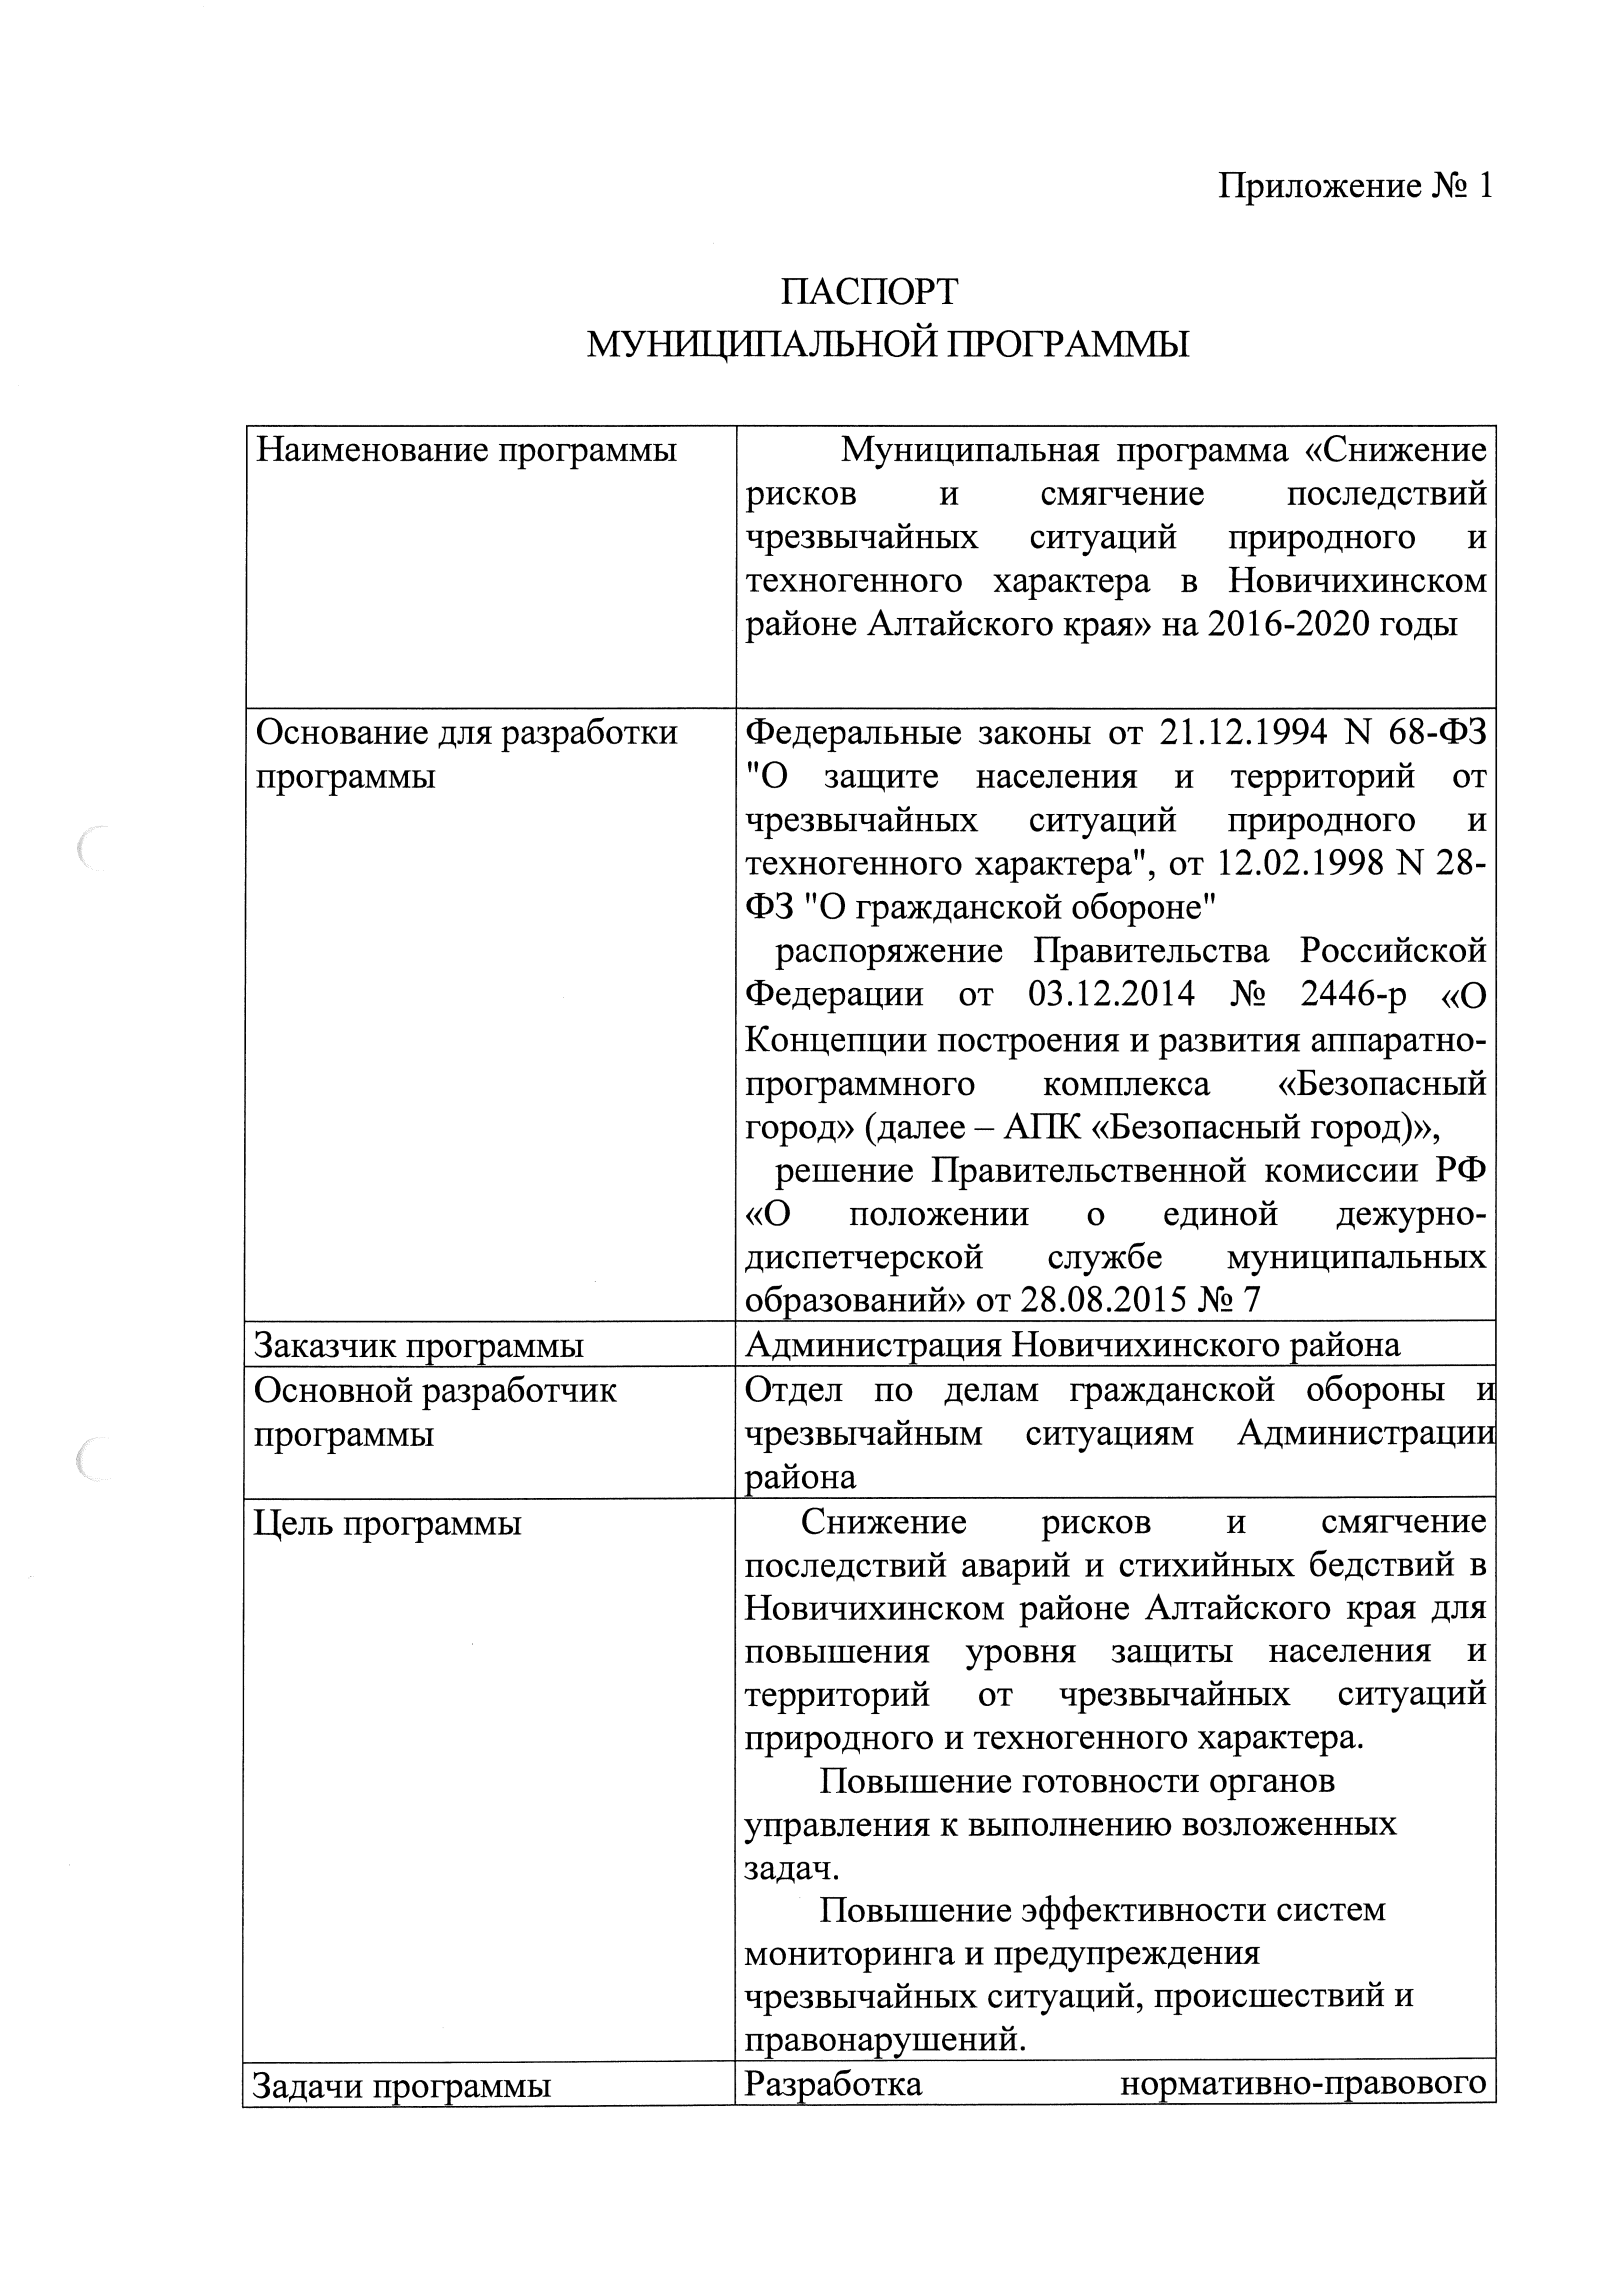 Приложение № 1
ПАСПОРТ
МУНИЦИПАЛЬНОЙ ПРОГРАММЫ
Наименование программы
Муниципальная программа «Снижение
рисков и смягчение последствий
чрезвычайных ситуаций природного и
техногенного характера в Новичихинском
районе Алтайского края» на 2016-2020 годы
Основание для разработки
программы
Федеральные законы от 21.12.1994 N 68-ФЗ
"О защите населения и территорий от
чрезвычайных ситуаций природного и
техногенного характера", от 12.02.1998 N 28-
ФЗ "О гражданской обороне"
распоряжение Правительства Российской
Федерации от 03.12.2014 № 2446-р «О
Концепции построения и развития аппаратно-
программного комплекса «Безопасный
город» (далее – АПК «Безопасный город)»,
решение Правительственной комиссии РФ
«О положении о единой дежурно-
диспетчерской службе муниципальных
образований» от 28.08.2015 № 7
Заказчик программы
Администрация Новичихинского района
Основной разработчик
программы
Отдел по делам гражданской обороны и
чрезвычайным ситуациям Администрации
района
Цель программы
Снижение рисков и смягчение
последствий аварий и стихийных бедствий в
Новичихинском районе Алтайского края для
повышения уровня защиты населения и
территорий от чрезвычайных ситуаций
природного и техногенного характера.
Повышение готовности органов
управления к выполнению возложенных
задач.
Повышение эффективности систем
мониторинга и предупреждения
чрезвычайных ситуаций, происшествий и
правонарушений.
Задачи программы
Разработка нормативно-правового